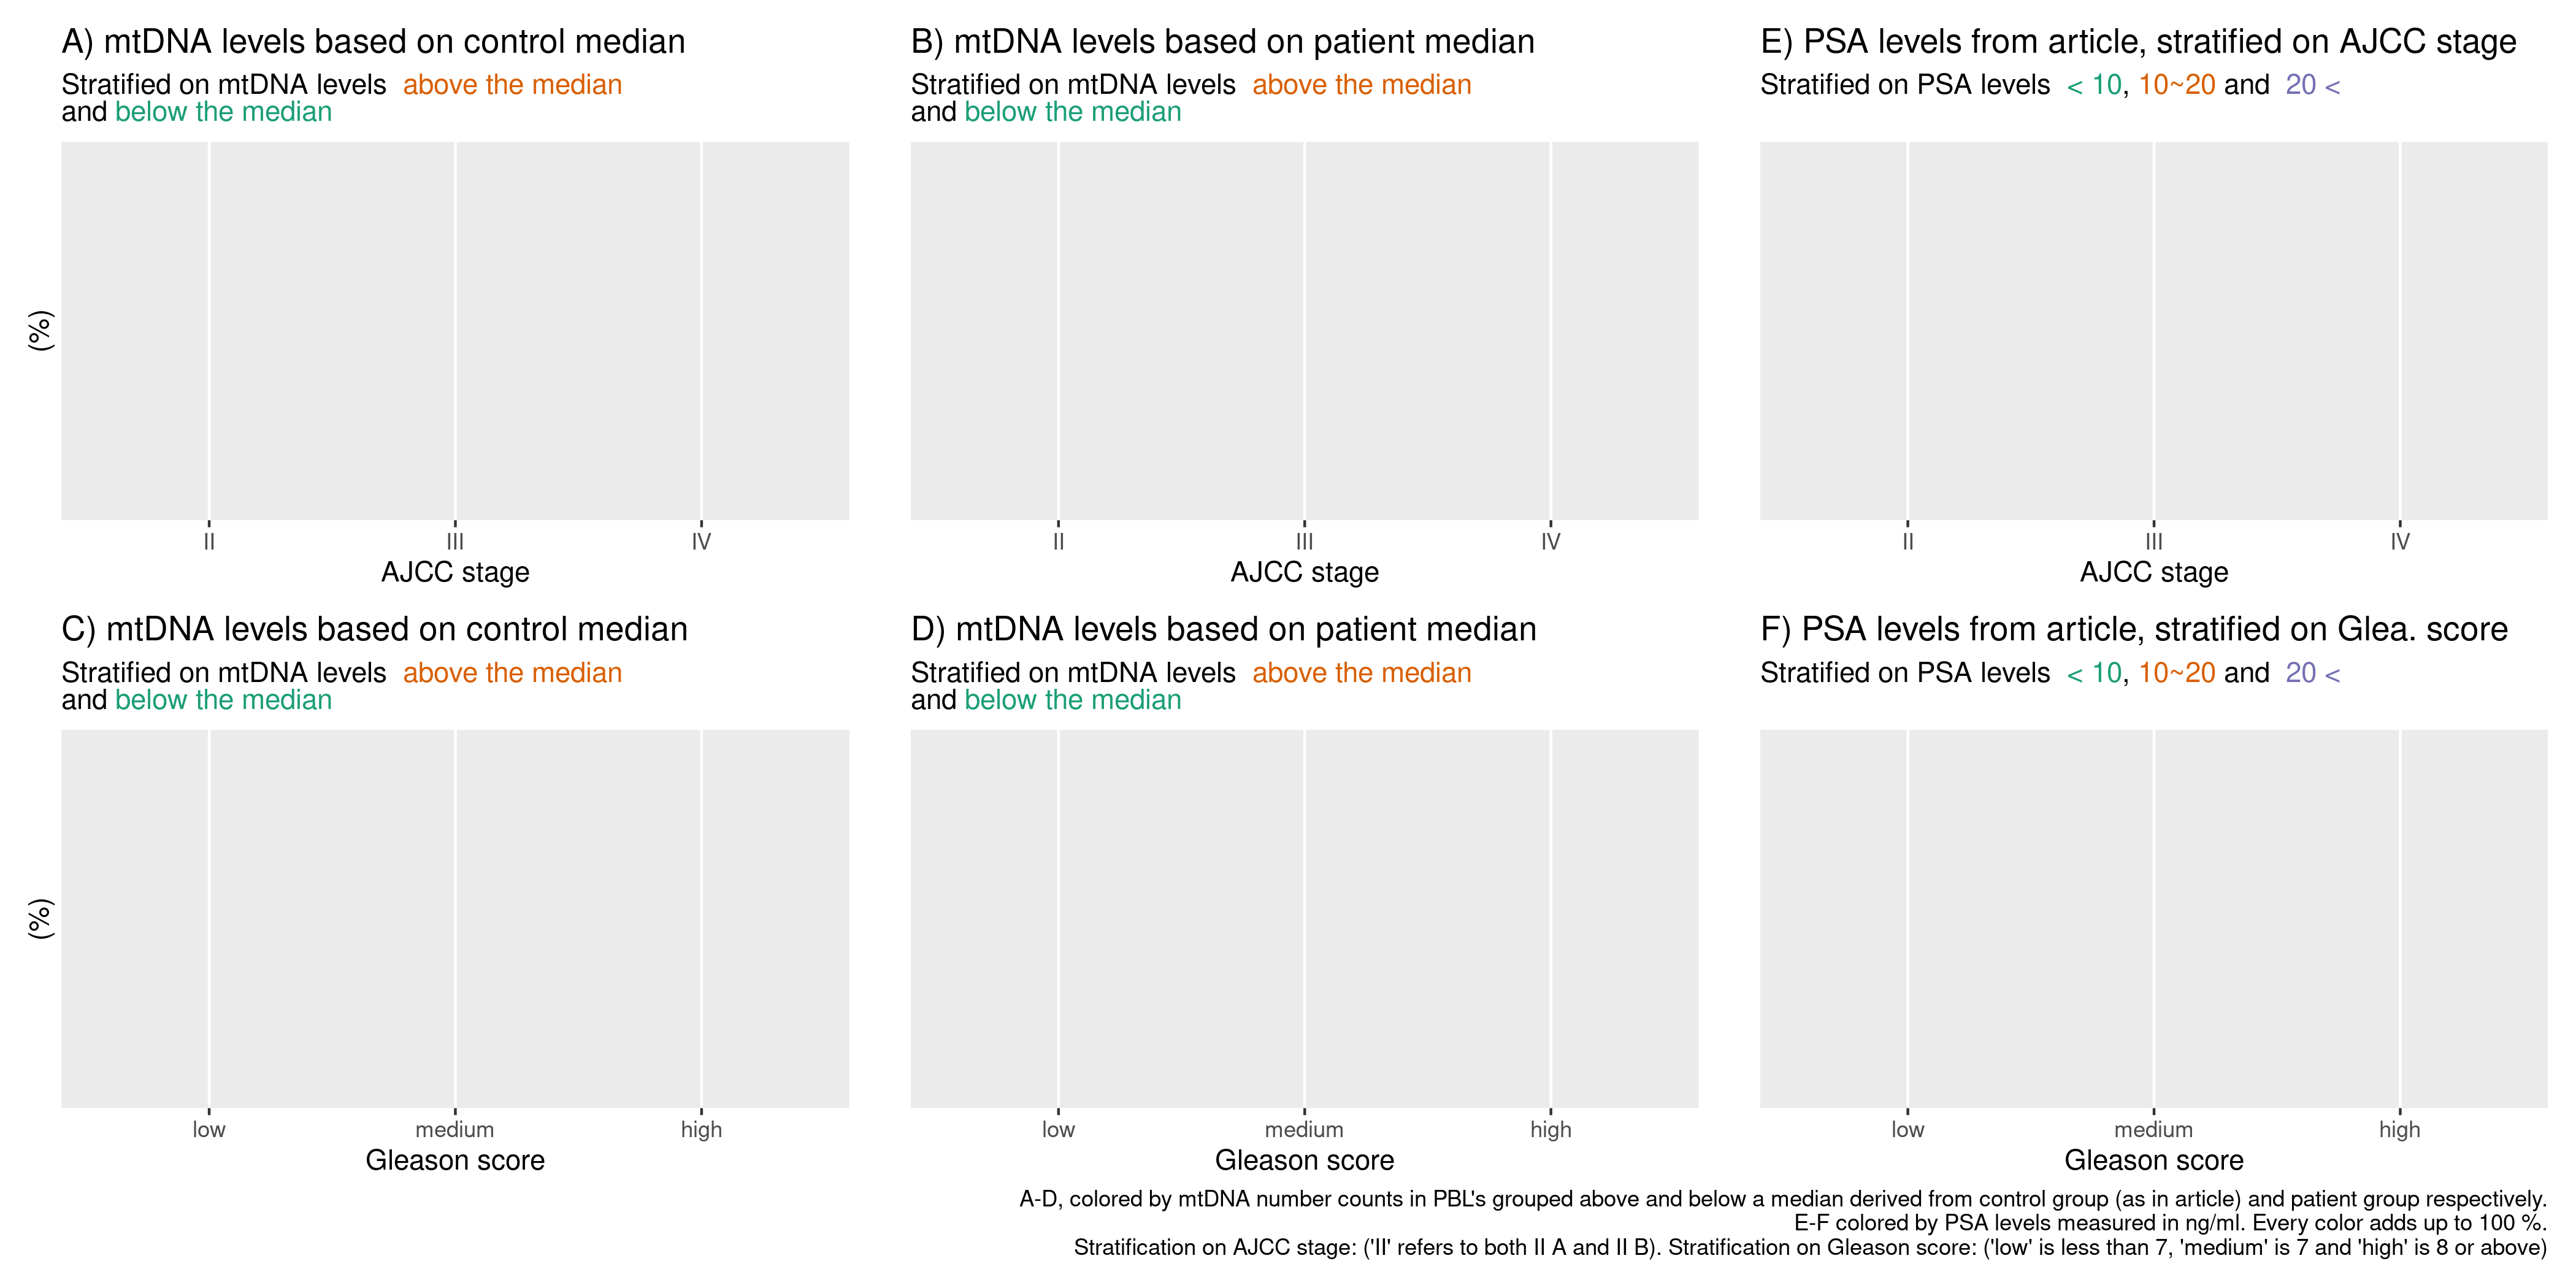 A) mtDNA levels based on control median
Stratified on mtDNA levels above the median
and below the median
(%)
II III IV
AJCC stage
B) mtDNA levels based on patient median
Stratified on mtDNA levels above the median
and below the median
II III IV
AJCC stage
E) PSA levels from article, stratified on AJCC stage
Stratified on PSA levels < 10, 10~20 and 20 <
II III IV
AJCC stage
C) mtDNA levels based on control median
Stratified on mtDNA levels above the median
and below the median
(%)
low medium high
Gleason score
D) mtDNA levels based on patient median
Stratified on mtDNA levels above the median
and below the median
low medium high
Gleason score
F) PSA levels from article, stratified on Glea. score
Stratified on PSA levels < 10, 10~20 and 20 <
low medium high
Gleason score
A-D, colored by mtDNA number counts in PBL's grouped above and below a median derived from control group (as in article) and patient group respectively.
E-F colored by PSA levels measured in ng/ml. Every color adds up to 100 %.
Stratification on AJCC stage: ('II' refers to both II A and II B). Stratification on Gleason score: ('low' is less than 7, 'medium' is 7 and 'high' is 8 or above)